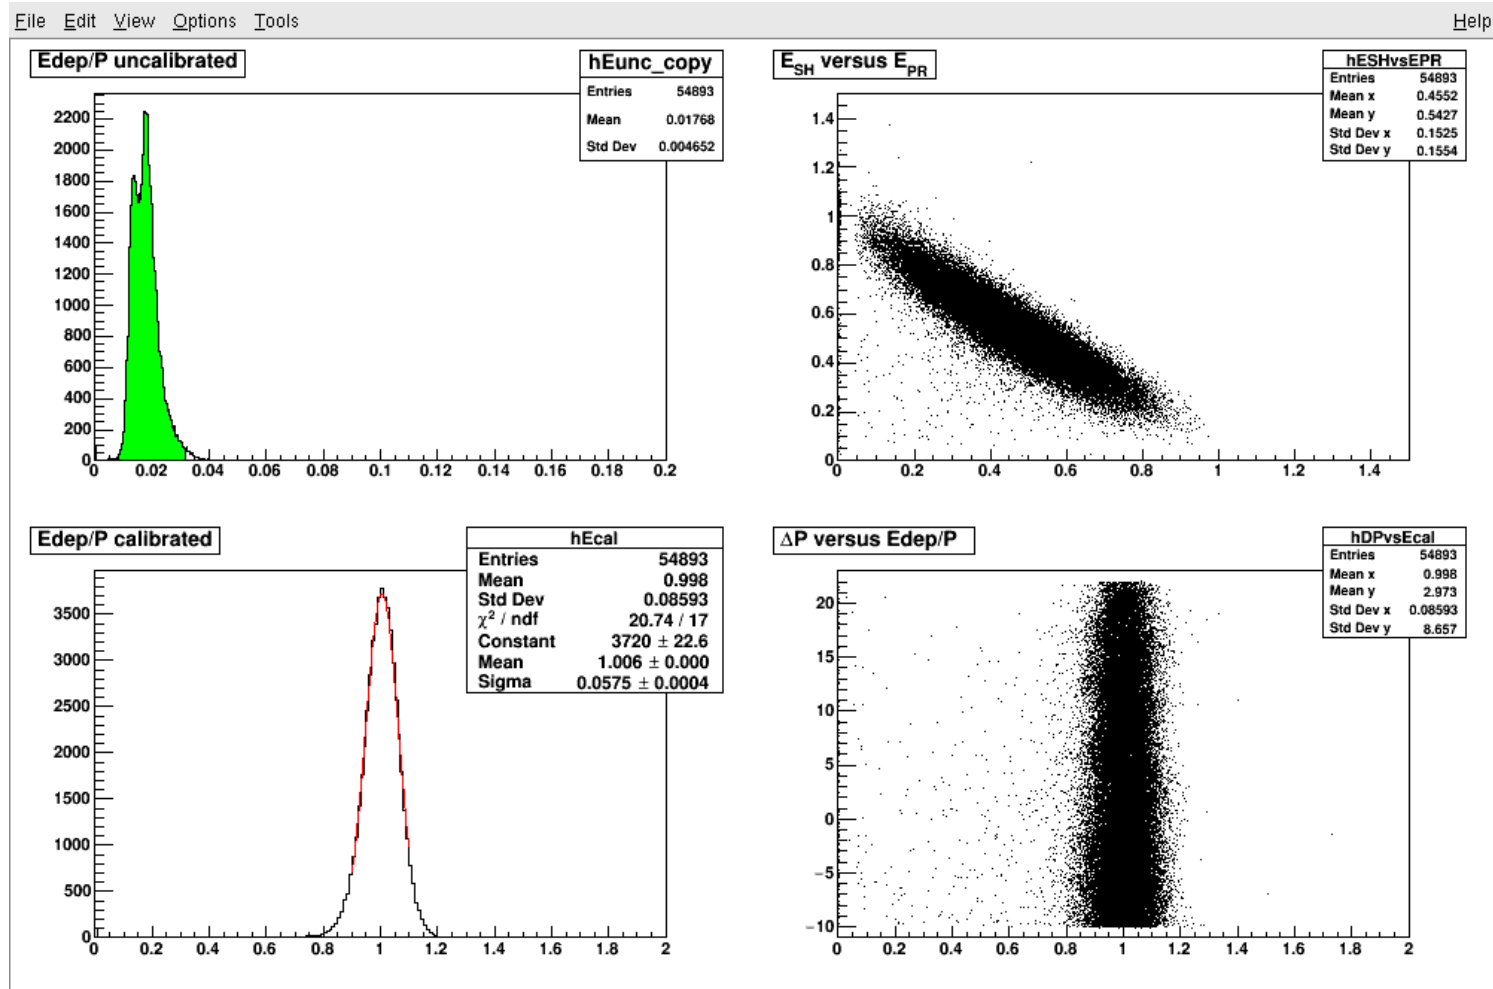 File Edit View Options Tools Help
Edep/P uncalibrated
hEunc_copy
Entries 54893
Mean 0.01768
Std Dev 0.004652
2200
2000
1800
1600
1400
1200
1000
800
600
400
200
0
0 0.02 0.04 0.06 0.08 0.1 0.12 0.14 0.16 0.18 0.2
E_SH versus E_PR
hESHvsEPR
Entries 54893
Mean x 0.4552
Mean y 0.5427
Std Dev x 0.1525
Std Dev y 0.1554
1.4
1.2
1
0.8
0.6
0.4
0.2
0
0 0.2 0.4 0.6 0.8 1 1.2 1.4
Edep/P calibrated
hEcal
Entries 54893
Mean 0.998
Std Dev 0.08593
χ² / ndf 20.74 / 17
Constant 3720 ± 22.6
Mean 1.006 ± 0.000
Sigma 0.0575 ± 0.0004
3500
3000
2500
2000
1500
1000
500
0
0 0.2 0.4 0.6 0.8 1 1.2 1.4 1.6 1.8 2
ΔP versus Edep/P
hDPvsEcal
Entries 54893
Mean x 0.998
Mean y 2.973
Std Dev x 0.08593
Std Dev y 8.657
20
15
10
5
0
−5
−10
0 0.2 0.4 0.6 0.8 1 1.2 1.4 1.6 1.8 2